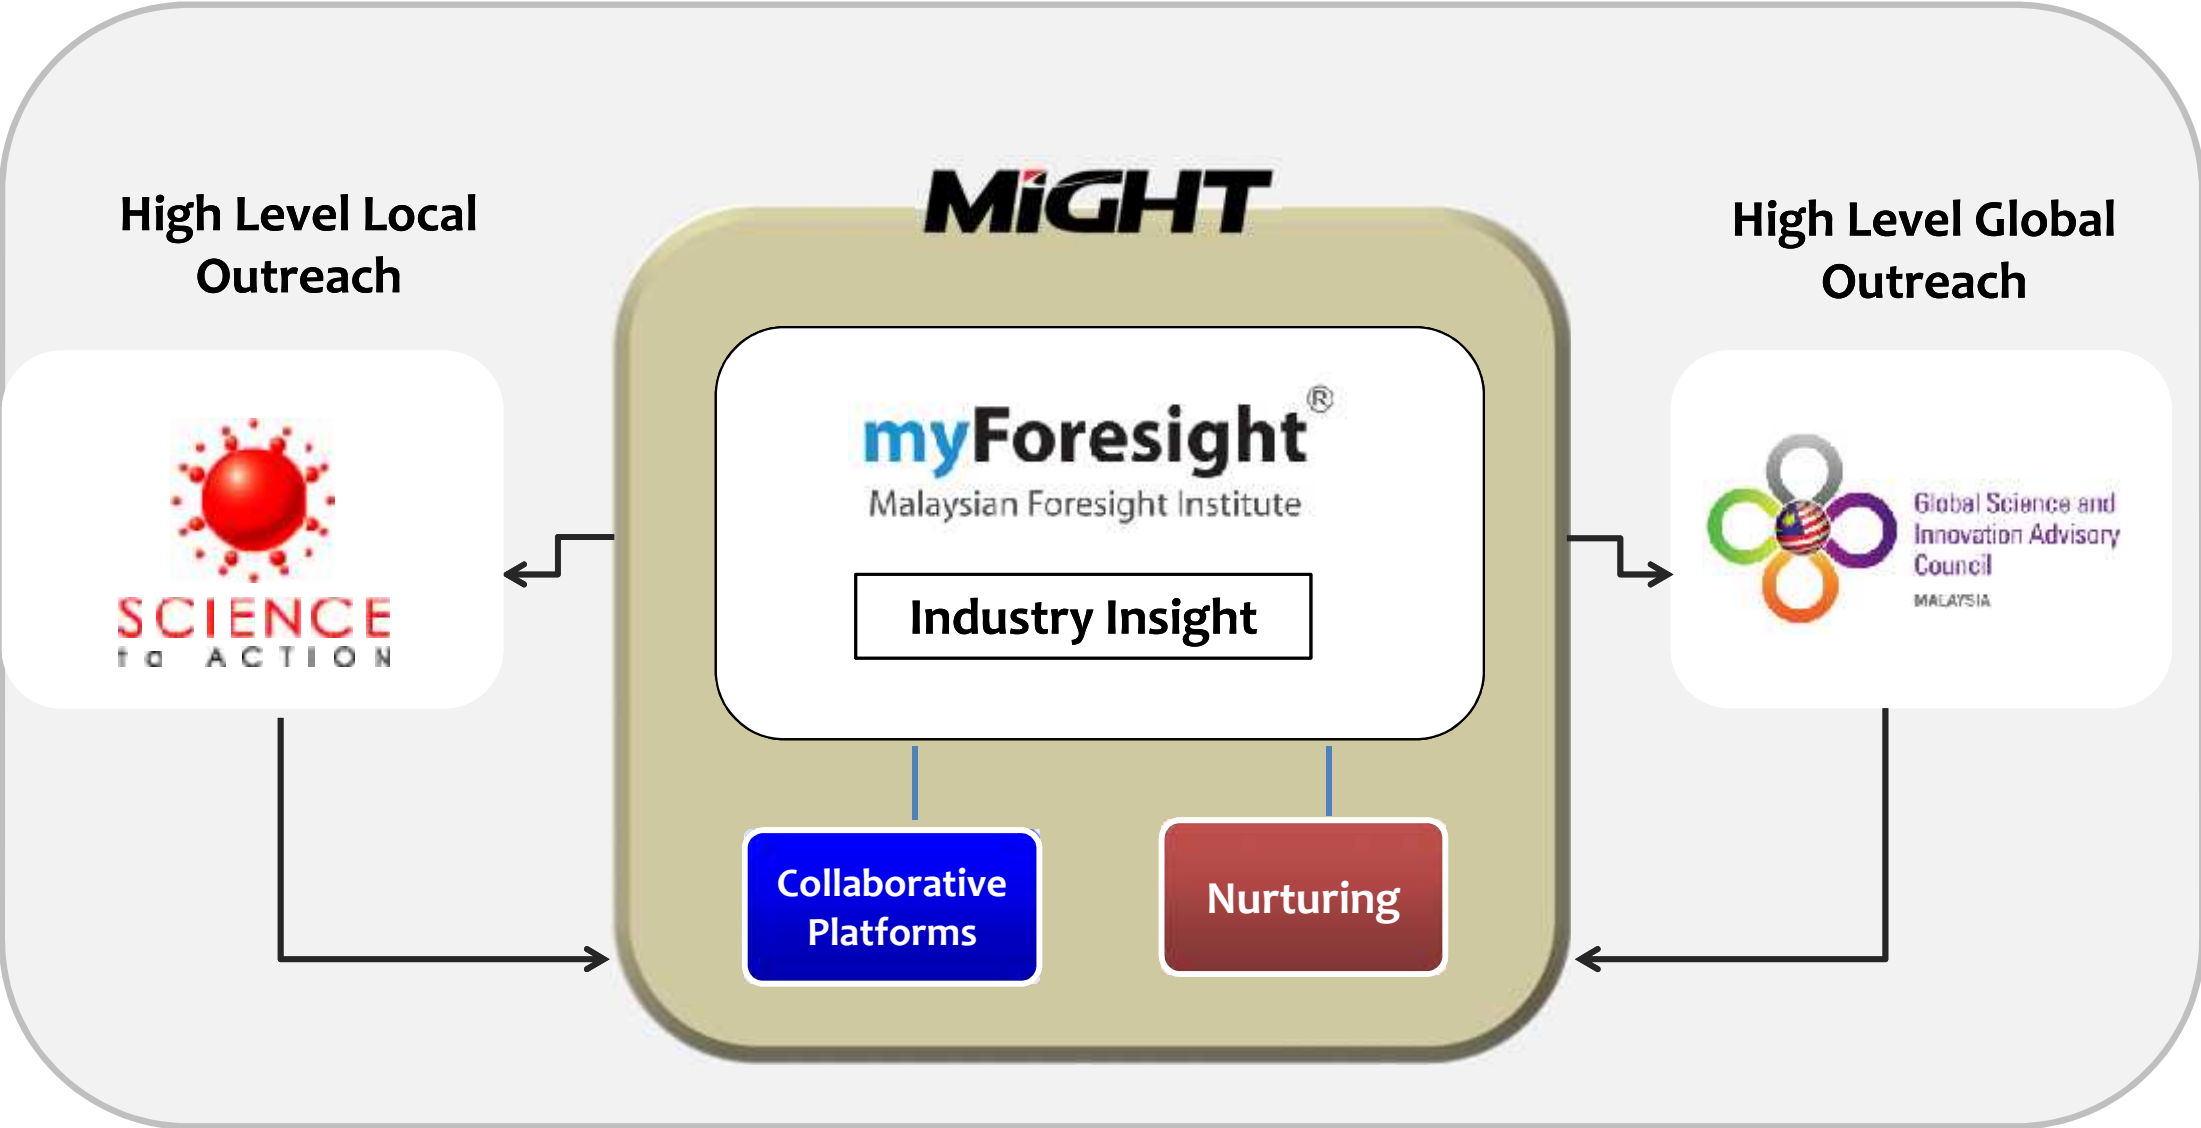 MiGHT
High Level Local
Outreach
High Level Global
Outreach
myForesight®
Malaysian Foresight Institute
Industry Insight
SCIENCE
to ACTION
Global Science and
Innovation Advisory
Council
MALAYSIA
Collaborative
Platforms
Nurturing